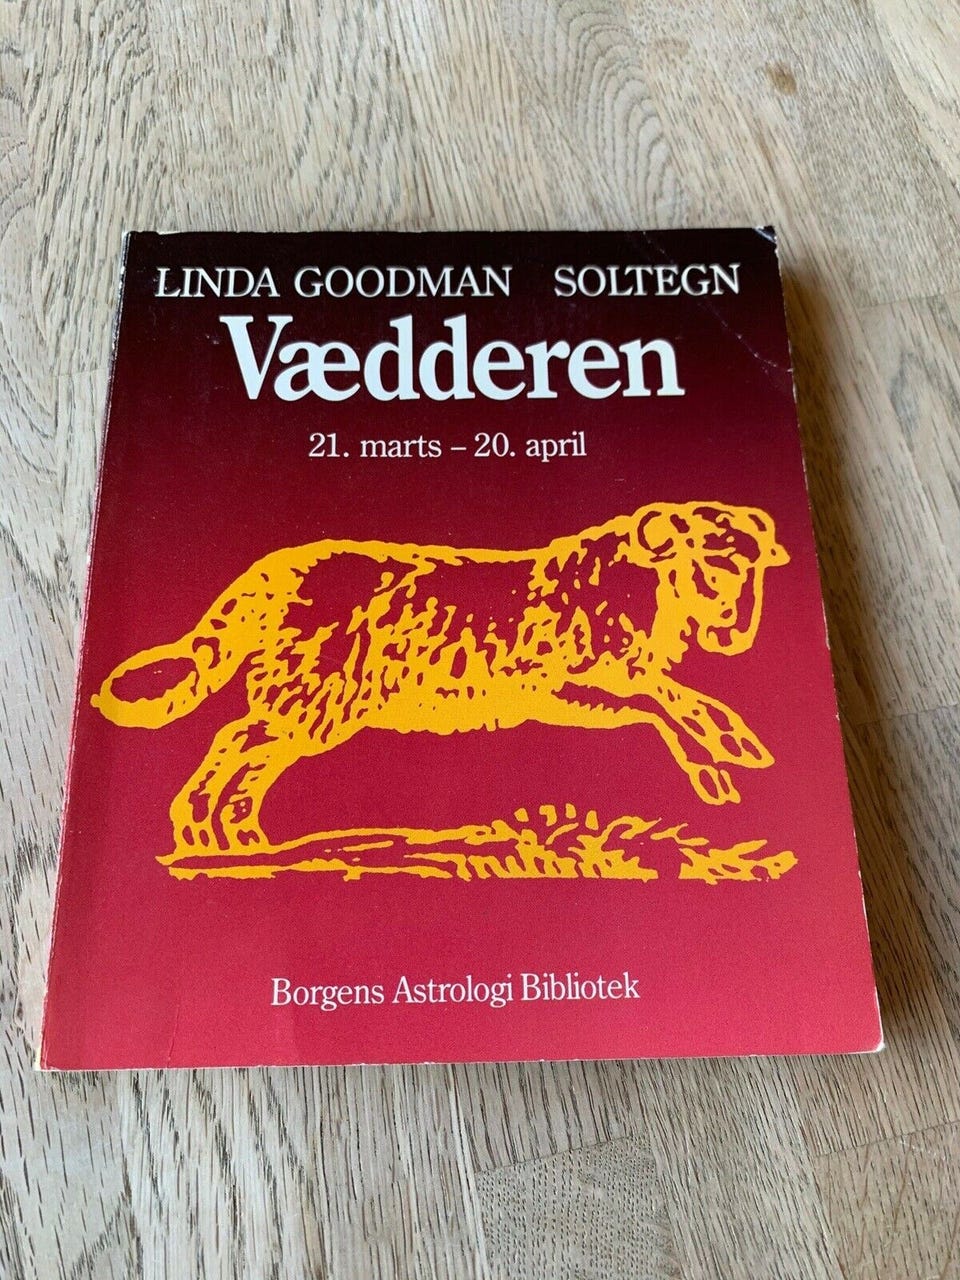 LINDA GOODMAN SOLTEGN
Vædderen
21. marts – 20. april
Borgens Astrologi Bibliotek